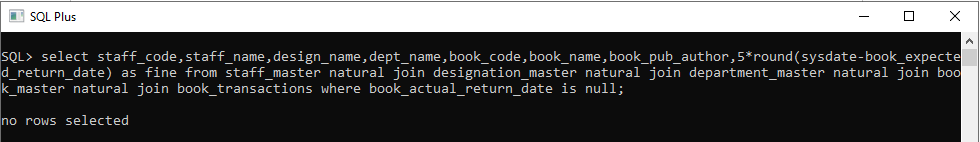 SQL Plus
SQL> select staff_code,staff_name,design_name,dept_name,book_code,book_name,book_pub_author,5*round(sysdate-book_expecte
d_return_date) as fine from staff_master natural join designation_master natural join department_master natural join boo
k_master natural join book_transactions where book_actual_return_date is null;
no rows selected